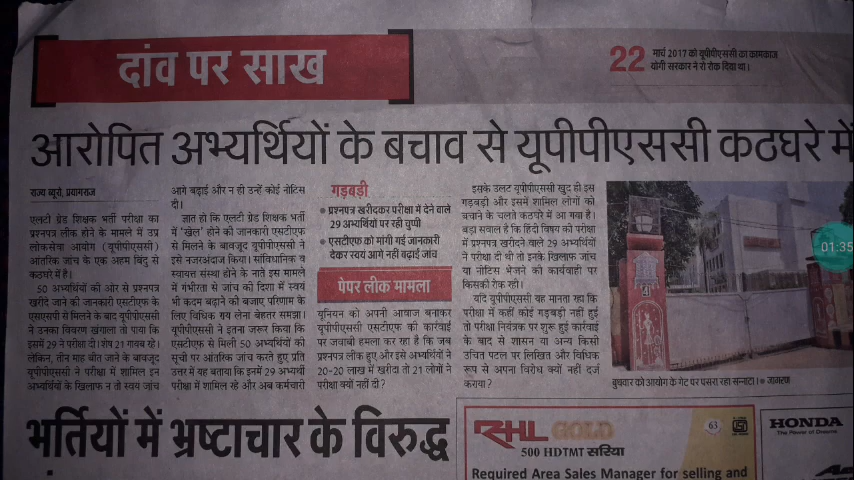 दांव पर साख
22 मार्च 2017 को यूपीपीएससी का कामकाज
योगी सरकार ने रो रोक दिया था।
आरोपित अभ्यर्थियों के बचाव से यूपीपीएससी कठघरे में
राज्य ब्यूरो, प्रयागराज
एलटी ग्रेड शिक्षक भर्ती परीक्षा का
प्रश्नपत्र लीक होने के मामले में उप्र
लोकसेवा आयोग (यूपीपीएससी)
आंतरिक जांच के एक अहम बिंदु से
कठघरे में है।
50 अभ्यर्थियों की ओर से प्रश्नपत्र
खरीदे जाने की जानकारी एसटीएफ के
एसएसपी से मिलने के बाद यूपीपीएससी
ने उनका विवरण खंगाला तो पाया कि
इसमें 29 ने परीक्षा दी। शेष 21 गायब रहे।
लेकिन, तीन माह बीत जाने के बावजूद
यूपीपीएससी ने परीक्षा में शामिल इन
अभ्यर्थियों के खिलाफ न तो स्वयं जांच
आगे बढ़ाई और न ही उन्हें कोई नोटिस
दी।
ज्ञात हो कि एलटी ग्रेड शिक्षक भर्ती
में 'खेल' होने की जानकारी एसटीएफ
से मिलने के बावजूद यूपीपीएससी ने
इसे नजरअंदाज किया। सांविधानिक व
स्वायत्त संस्था होने के नाते इस मामले
में गंभीरता से जांच की दिशा में स्वयं
भी कदम बढ़ाने की बजाए परिणाम के
लिए विधिक राय लेना बेहतर समझा।
यूपीपीएससी ने इतना जरूर किया कि
एसटीएफ से मिली 50 अभ्यर्थियों की
सूची पर आंतरिक जांच करते हुए प्रति
उत्तर में यह बताया कि इनमें 29 अभ्यर्थी
परीक्षा में शामिल रहे और अब कर्मचारी
गड़बड़ी
प्रश्नपत्र खरीदकर परीक्षा में देने वाले
29 अभ्यर्थियों पर रही चुप्पी
एसटीएफ को मांगी गई जानकारी
देकर स्वयं आगे नहीं बढ़ाई जांच
पेपर लीक मामला
यूनियन को अपनी आवाज बनाकर
यूपीपीएससी एसटीएफ की कार्रवाई
पर जवाबी हमला कर रहा है कि जब
प्रश्नपत्र लीक हुए और इसे अभ्यर्थियों ने
20-20 लाख में खरीदा तो 21 लोगों ने
परीक्षा क्यों नहीं दी?
इसके उलट यूपीपीएससी खुद ही इस
गड़बड़ी और इसमें शामिल लोगों को
बचाने के चलते कठघरे में आ गया है।
बड़ा सवाल है कि हिंदी विषय की परीक्षा
में प्रश्नपत्र खरीदने वाले 29 अभ्यर्थियों
ने परीक्षा दी थी तो इनके खिलाफ जांच
या नोटिस भेजने की कार्यवाही पर
किसकी रोक रही।
यदि यूपीपीएससी यह मानता रहा कि
परीक्षा में कहीं कोई गड़बड़ी नहीं हुई
तो परीक्षा नियंत्रक पर शुरू हुई कार्रवाई
के बाद से शासन या अन्य किसी
उचित पटल पर लिखित और विधिक
रूप से अपना विरोध क्यों नहीं दर्ज
कराया?
01:35
बुधवार को आयोग के गेट पर पसरा रहा सन्नाटा। जागरण
भर्तियों में भ्रष्टाचार के विरुद्ध
RHL GOLD
63
500 HDTMT सरिया
Required Area Sales Manager for selling and
HONDA
The Power of Dreams